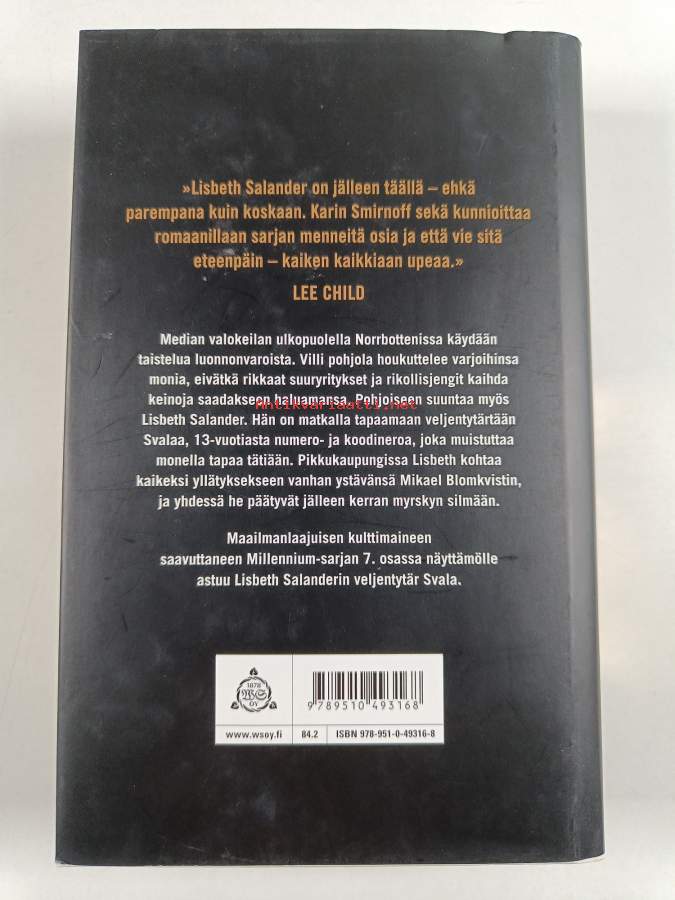 »Lisbeth Salander on jälleen täällä – ehkä
parempana kuin koskaan. Karin Smirnoff sekä kunnioittaa
romaanillaan sarjan menneitä osia ja että vie sitä
eteenpäin – kaiken kaikkiaan upeaa.»
LEE CHILD
Median valokeilan ulkopuolella Norrbottenissa käydään
taistelua luonnonvaroista. Villi pohjola houkuttelee varjoihinsa
monia, eivätkä rikkaat suuryritykset ja rikollisjengit kaihda
keinoja saadakseen haluamansa. Pohjoiseen suuntaa myös
Antikvariaatti.net
Lisbeth Salander. Hän on matkalla tapaamaan veljentytärtään
Svalaa, 13-vuotiasta numero- ja koodineroa, joka muistuttaa
monella tapaa tätiään. Pikkukaupungissa Lisbeth kohtaa
kaikeksi yllätyksekseen vanhan ystävänsä Mikael Blomkvistin,
ja yhdessä he päätyvät jälleen kerran myrskyn silmään.
Maailmanlaajuisen kulttimaineen
saavuttaneen Millennium-sarjan 7. osassa näyttämölle
astuu Lisbeth Salanderin veljentytär Svala.
1878
WS
OY
9 789510 493168
www.wsoy.fi
84.2
ISBN 978-951-0-49316-8